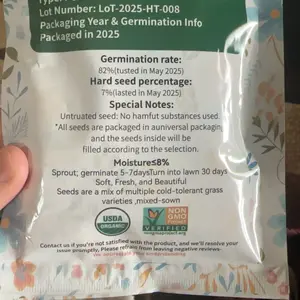 Lot Number: LoT-2025-HT-008
Packaging Year & Germination Info
Packaged in 2025
Germination rate:
82%(tusted in May 2025)
Hard seed percentage:
7%(lasted in May 2025)
Special Notes:
Untruated seed: No hamful substances used.
*All seeds are packaged in auniversal packaging
and the seeds inside will be
filled according to the selection.
Moisture≤8%
Sprout; germinate 5-7daysTurn into lawn 30 days
Soft, Fresh, and Beautiful
Seeds are a mix of multiple cold-tolerant grass
varieties ,mixed-sown
USDA
ORGANIC
NON
GMO
VERIFIED
Contact us if you're not satisfied with the product, and we'll resolve your
issue promptly. Please refrain from leaving negative reviews.